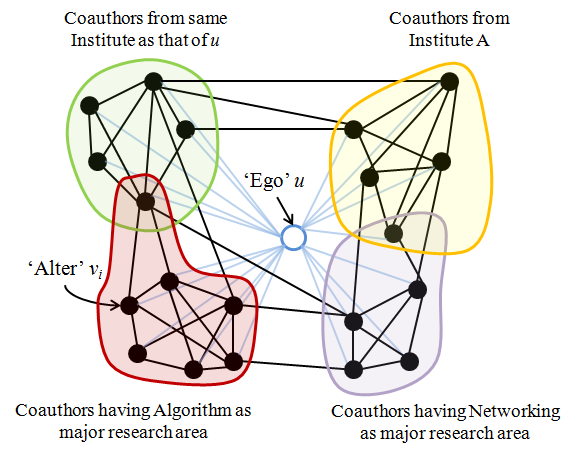 Coauthors from same
Institute as that of u
Coauthors from
Institute A
'Ego' u
'Alter' vi
Coauthors having Algorithm as
major research area
Coauthors having Networking
as major research area